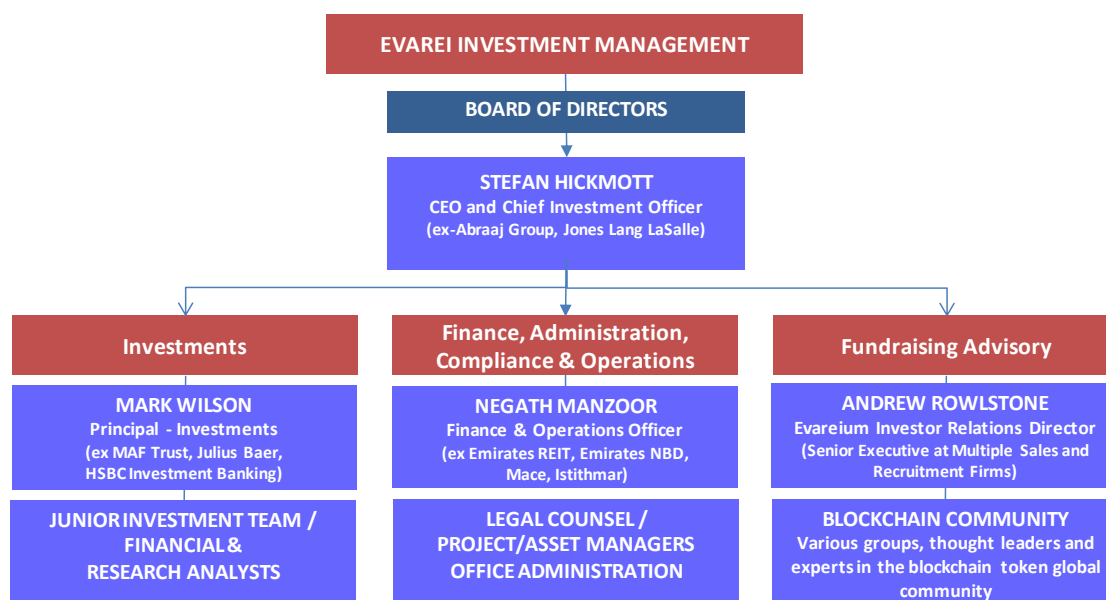 EVAREI INVESTMENT MANAGEMENT
BOARD OF DIRECTORS
STEFAN HICKMOTT
CEO and Chief Investment Officer
(ex-Abraaj Group, Jones Lang LaSalle)
Investments
MARK WILSON
Principal - Investments
(ex MAF Trust, Julius Baer,
HSBC Investment Banking)
JUNIOR INVESTMENT TEAM /
FINANCIAL &
RESEARCH ANALYSTS
Finance, Administration,
Compliance & Operations
NEGATH MANZOOR
Finance & Operations Officer
(ex Emirates REIT, Emirates NBD,
Mace, Istithmar)
LEGAL COUNSEL /
PROJECT/ASSET MANAGERS
OFFICE ADMINISTRATION
Fundraising Advisory
ANDREW ROWLSTONE
Evareium Investor Relations Director
(Senior Executive at Multiple Sales and
Recruitment Firms)
BLOCKCHAIN COMMUNITY
Various groups, thought leaders and
experts in the blockchain token global
community